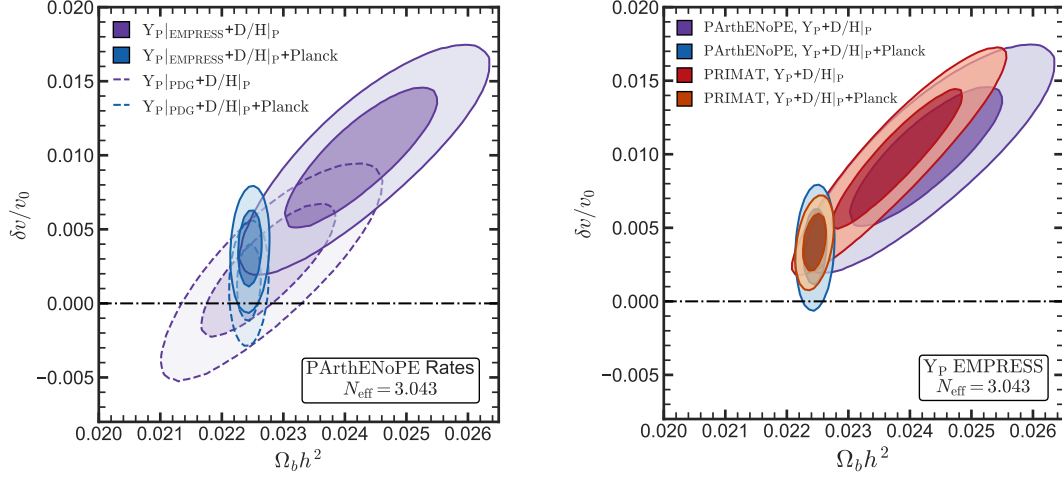 Y_P|_EMPRESS+D/H|_P
Y_P|_EMPRESS+D/H|_P+Planck
Y_P|_PDG+D/H|_P
Y_P|_PDG+D/H|_P+Planck
0.020
0.015
0.010
0.005
0.000
−0.005
δv/v_0
PArthENoPE Rates
N_eff = 3.043
0.020 0.021 0.022 0.023 0.024 0.025 0.026
Ω_b h^2
PArthENoPE, Y_P+D/H|_P
PArthENoPE, Y_P+D/H|_P+Planck
PRIMAT, Y_P+D/H|_P
PRIMAT, Y_P+D/H|_P+Planck
0.020
0.015
0.010
0.005
0.000
−0.005
δv/v_0
Y_P EMPRESS
N_eff = 3.043
0.020 0.021 0.022 0.023 0.024 0.025 0.026
Ω_b h^2